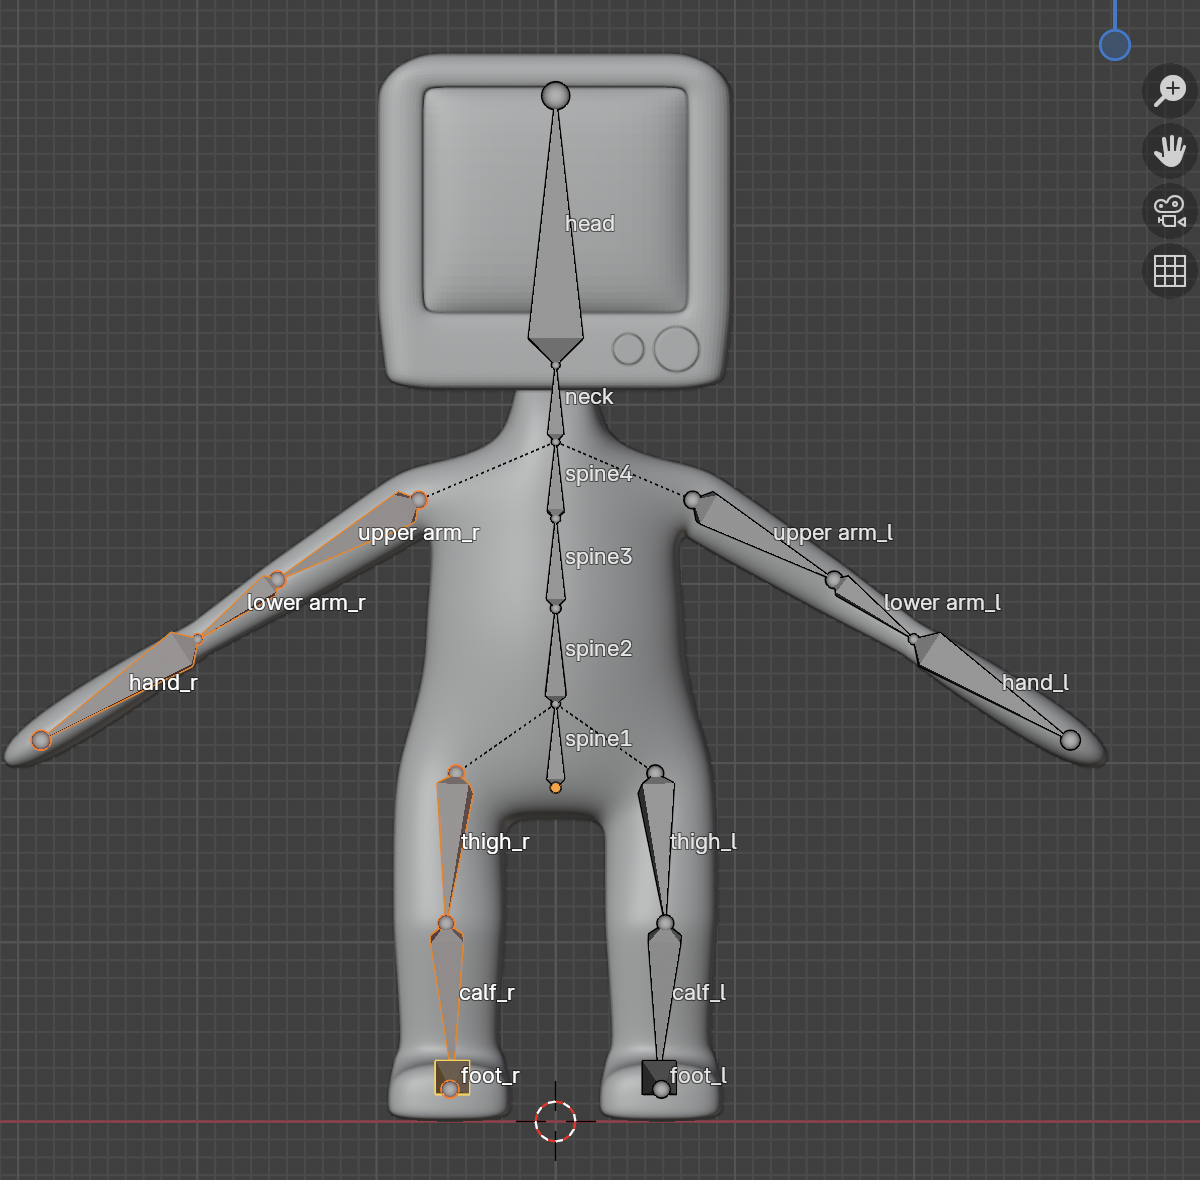 head
neck
spine4
upper arm_r
upper arm_l
spine3
lower arm_r
lower arm_l
spine2
hand_r
hand_l
spine1
thigh_r
thigh_l
calf_r
calf_l
foot_r
foot_l